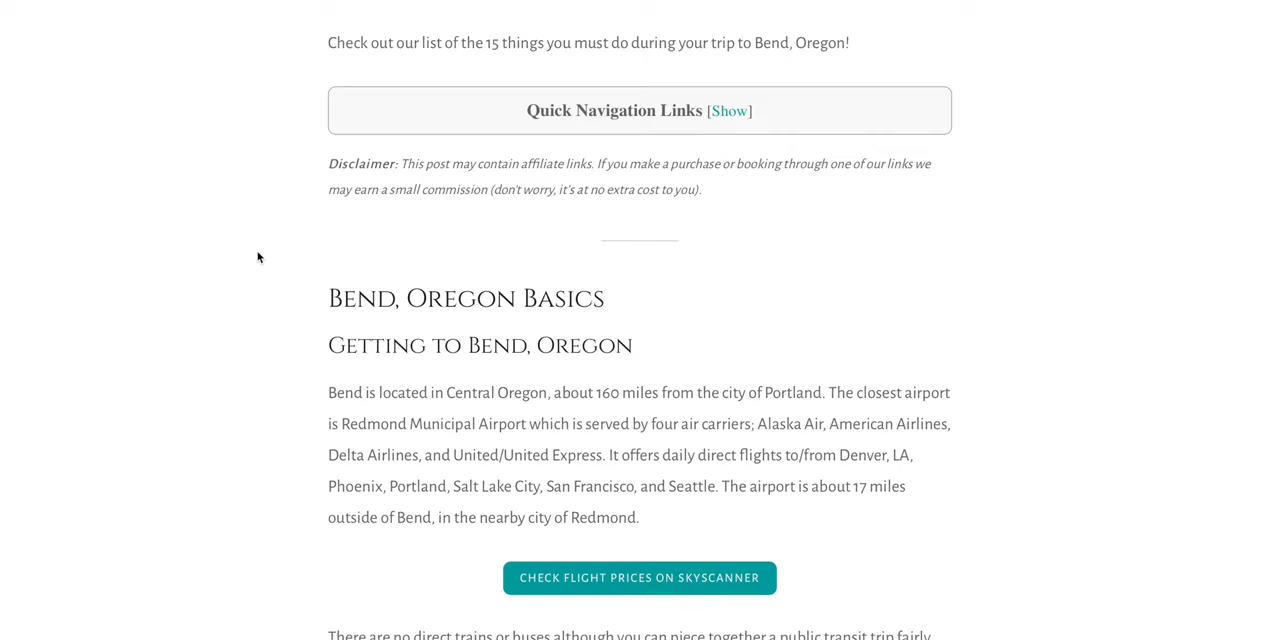 Check out our list of the 15 things you must do during your trip to Bend, Oregon!
Quick Navigation Links [Show]
Disclaimer: This post may contain affiliate links. If you make a purchase or booking through one of our links we
may earn a small commission (don't worry, it's at no extra cost to you).
Bend, Oregon Basics
Getting to Bend, Oregon
Bend is located in Central Oregon, about 160 miles from the city of Portland. The closest airport
is Redmond Municipal Airport which is served by four air carriers; Alaska Air, American Airlines,
Delta Airlines, and United/United Express. It offers daily direct flights to/from Denver, LA,
Phoenix, Portland, Salt Lake City, San Francisco, and Seattle. The airport is about 17 miles
outside of Bend, in the nearby city of Redmond.
CHECK FLIGHT PRICES ON SKYSCANNER
There are no direct trains or buses although you can piece together a public transit trip fairly